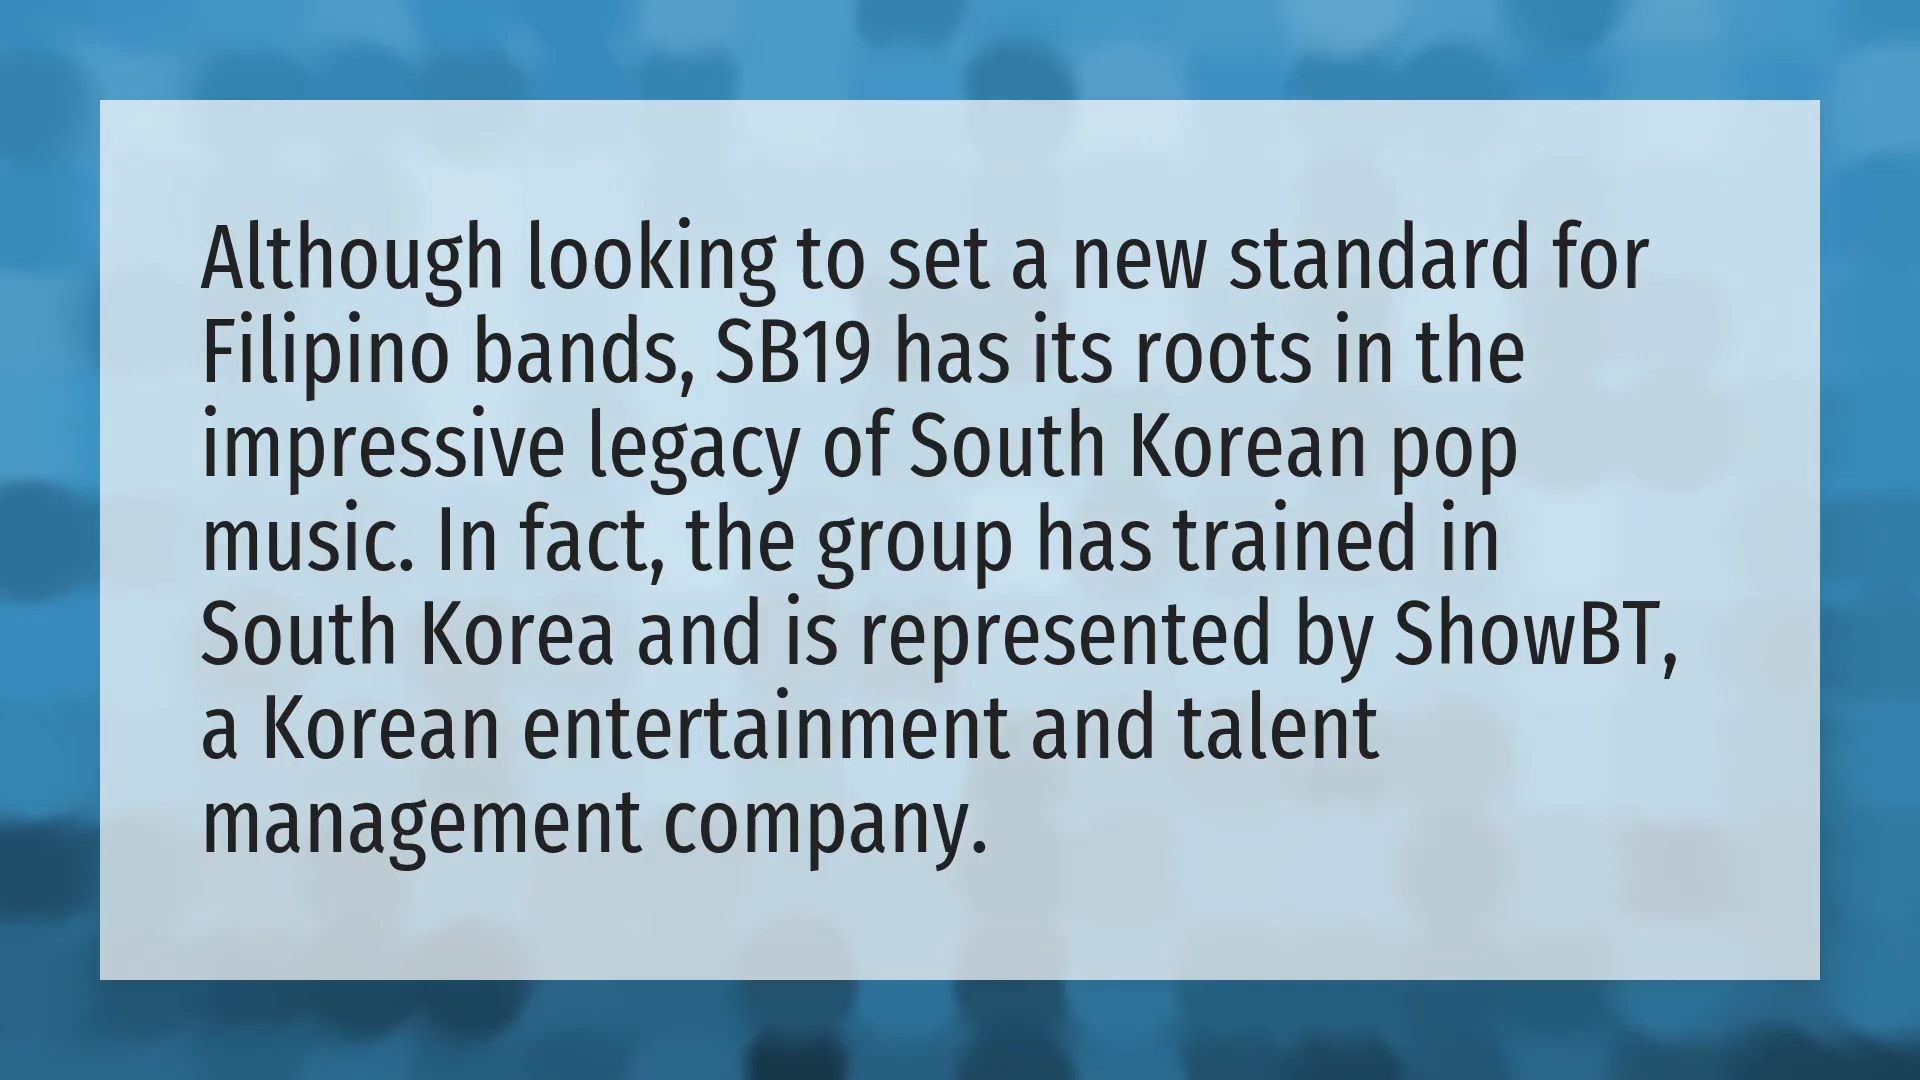 Although looking to set a new standard for
Filipino bands, SB19 has its roots in the
impressive legacy of South Korean pop
music. In fact, the group has trained in
South Korea and is represented by ShowBT,
a Korean entertainment and talent
management company.